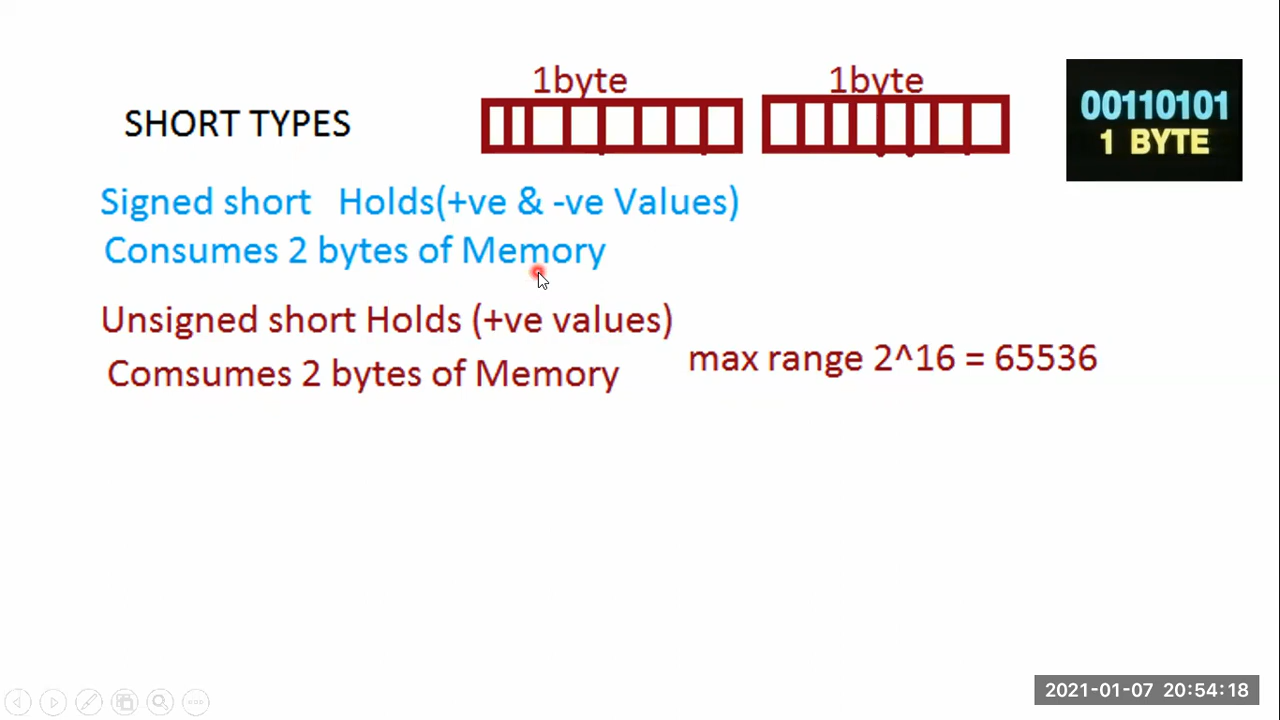 1byte 1byte
SHORT TYPES
00110101
1 BYTE
Signed short Holds(+ve & -ve Values)
Consumes 2 bytes of Memory
Unsigned short Holds (+ve values)
Comsumes 2 bytes of Memory
max range 2^16 = 65536
2021-01-07 20:54:18